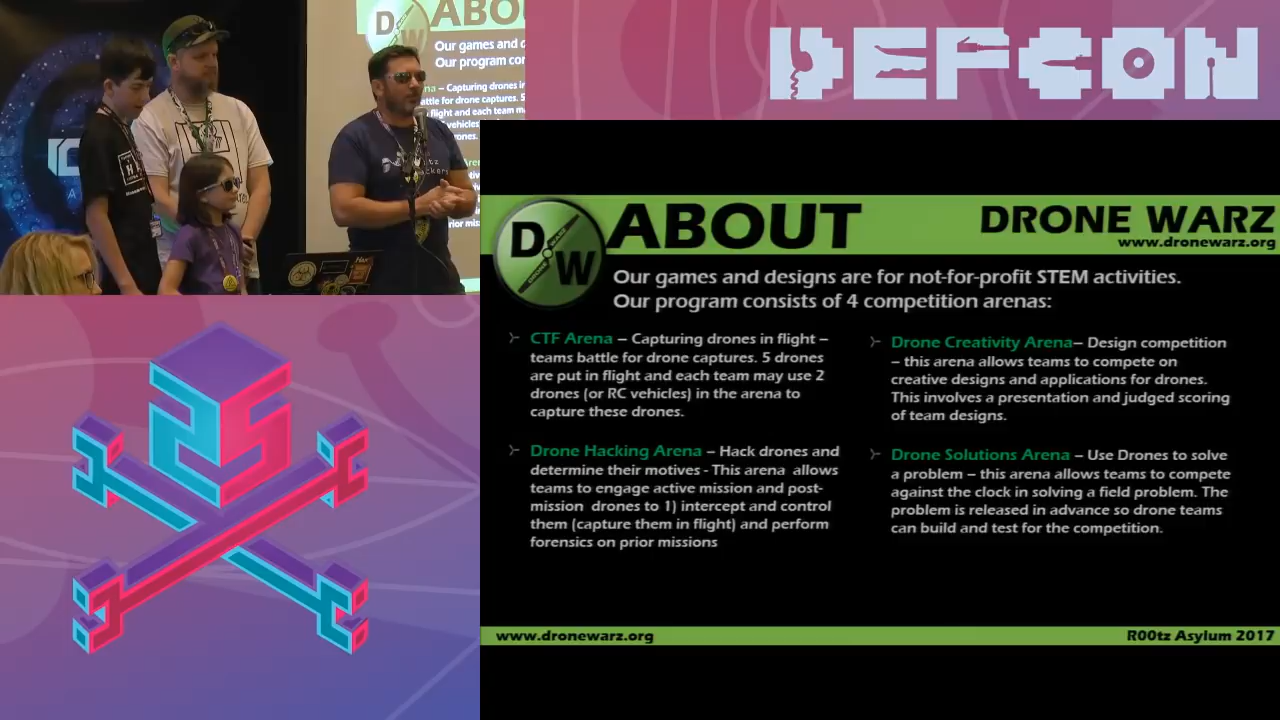 ABOU
Our games and d
Our program con
DEFCON
D
W
ABOUT
DRONE WARZ
www.dronewarz.org
Our games and designs are for not-for-profit STEM activities.
Our program consists of 4 competition arenas:
CTF Arena – Capturing drones in flight –
teams battle for drone captures. 5 drones
are put in flight and each team may use 2
drones (or RC vehicles) in the arena to
capture these drones.
Drone Hacking Arena – Hack drones and
determine their motives - This arena allows
teams to engage active mission and post-
mission drones to 1) intercept and control
them (capture them in flight) and perform
forensics on prior missions
Drone Creativity Arena– Design competition
– this arena allows teams to compete on
creative designs and applications for drones.
This involves a presentation and judged scoring
of team designs.
Drone Solutions Arena – Use Drones to solve
a problem – this arena allows teams to compete
against the clock in solving a field problem. The
problem is released in advance so drone teams
can build and test for the competition.
www.dronewarz.org
R00tz Asylum 2017